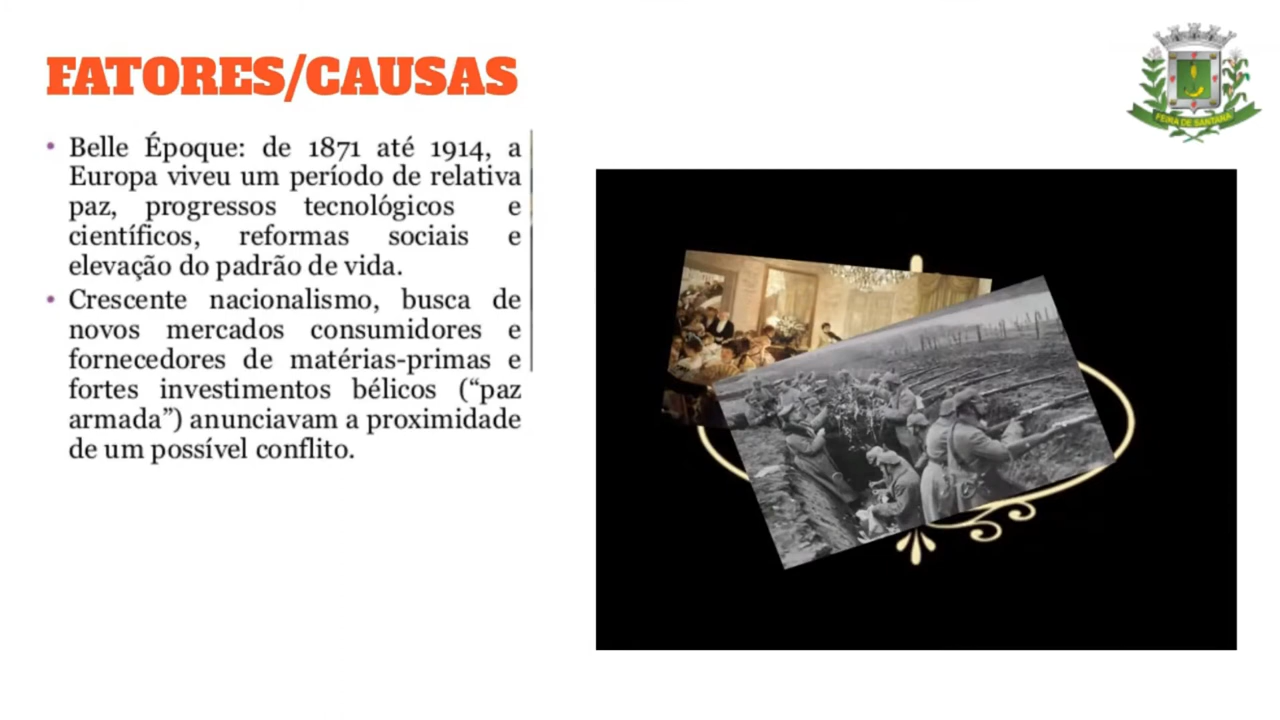 FATORES/CAUSAS
FEIRA DE SANTANA
• Belle Époque: de 1871 até 1914, a
Europa viveu um período de relativa
paz, progressos tecnológicos e
científicos, reformas sociais e
elevação do padrão de vida.
• Crescente nacionalismo, busca de
novos mercados consumidores e
fornecedores de matérias-primas e
fortes investimentos bélicos (“paz
armada”) anunciavam a proximidade
de um possível conflito.